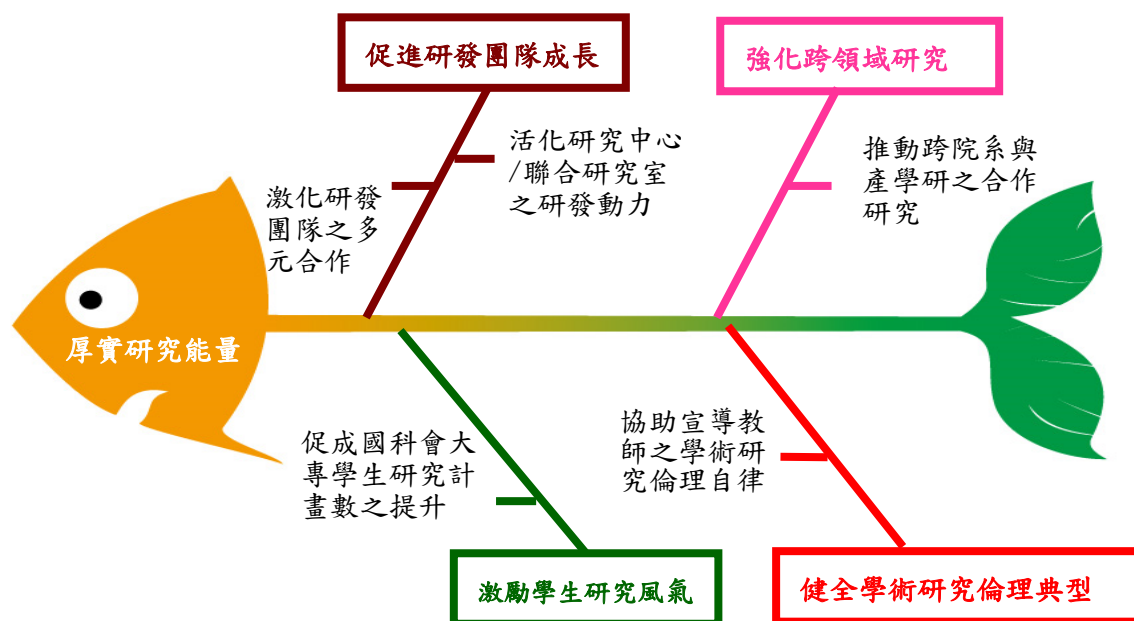 促進研發團隊成長
強化跨領域研究
活化研究中心
/聯合研究室
之研發動力
推動跨院系與
產學研之合作
研究
激化研發
團隊之多
元合作
厚實研究能量
促成國科會大
專學生研究計
畫數之提升
協助宣導教
師之學術研
究倫理自律
激勵學生研究風氣
健全學術研究倫理典型